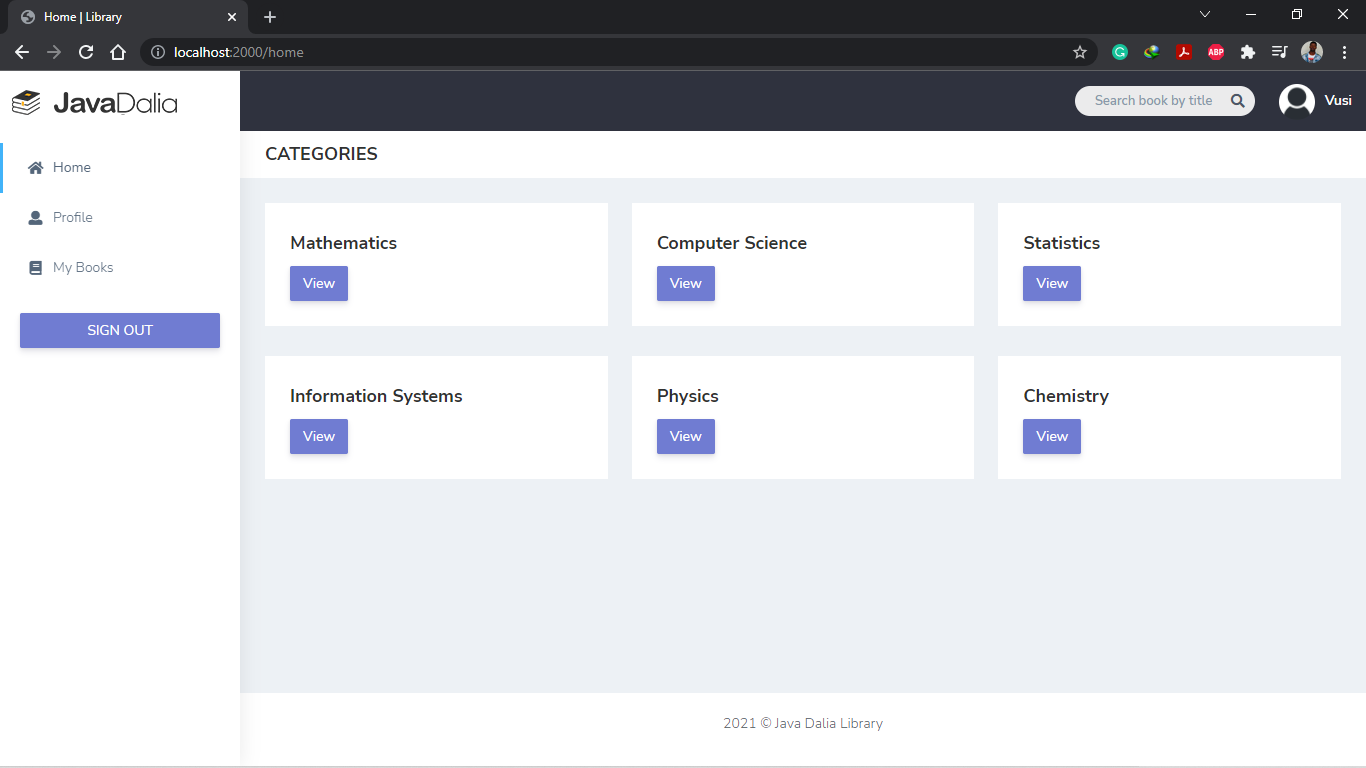 Home | Library
localhost:2000/home
ABP
JavaDalia
Search book by title
Vusi
Home
Profile
My Books
SIGN OUT
CATEGORIES
Mathematics
View
Computer Science
View
Statistics
View
Information Systems
View
Physics
View
Chemistry
View
2021 © Java Dalia Library